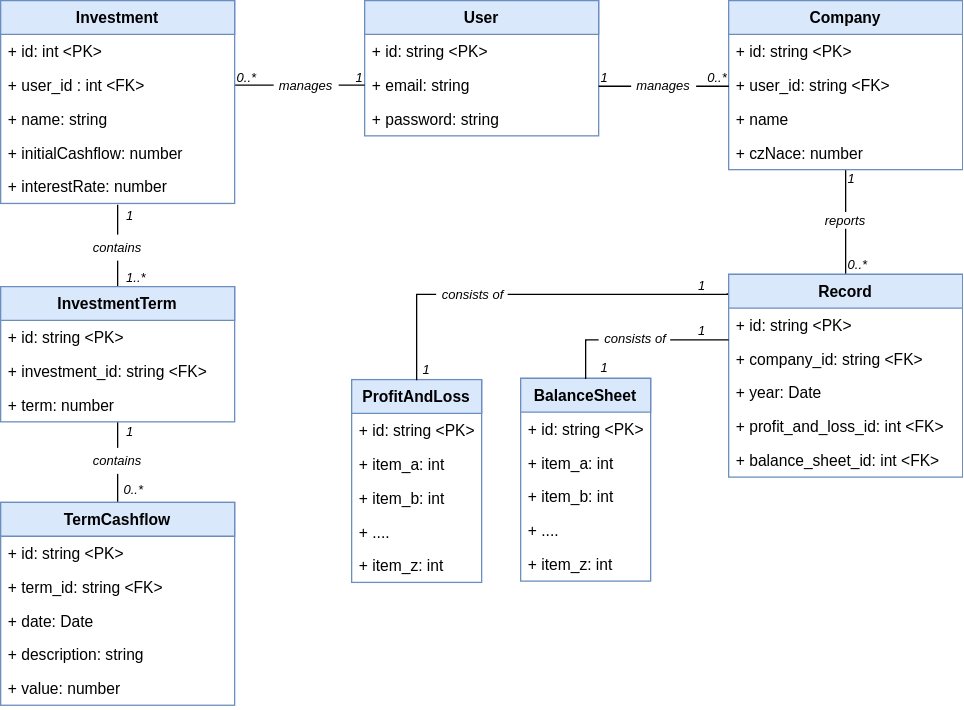 Investment
+ id: int <PK>
+ user_id : int <FK>
+ name: string
+ initialCashflow: number
+ interestRate: number
0..*
manages
1
User
+ id: string <PK>
+ email: string
+ password: string
1
manages
0..*
Company
+ id: string <PK>
+ user_id: string <FK>
+ name
+ czNace: number
1
contains
1..*
1
reports
0..*
InvestmentTerm
+ id: string <PK>
+ investment_id: string <FK>
+ term: number
1
contains
0..*
TermCashflow
+ id: string <PK>
+ term_id: string <FK>
+ date: Date
+ description: string
+ value: number
consists of
1
1
consists of
1
1
Record
+ id: string <PK>
+ company_id: string <FK>
+ year: Date
+ profit_and_loss_id: int <FK>
+ balance_sheet_id: int <FK>
ProfitAndLoss
+ id: string <PK>
+ item_a: int
+ item_b: int
+ ....
+ item_z: int
BalanceSheet
+ id: string <PK>
+ item_a: int
+ item_b: int
+ ....
+ item_z: int